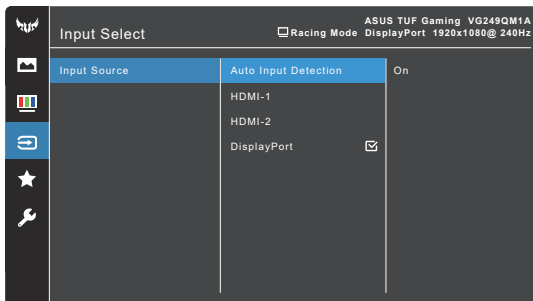 ASUS TUF Gaming VG249QM1A
Input Select Racing Mode DisplayPort 1920x1080@ 240Hz
Input Source Auto Input Detection On
HDMI-1
HDMI-2
DisplayPort